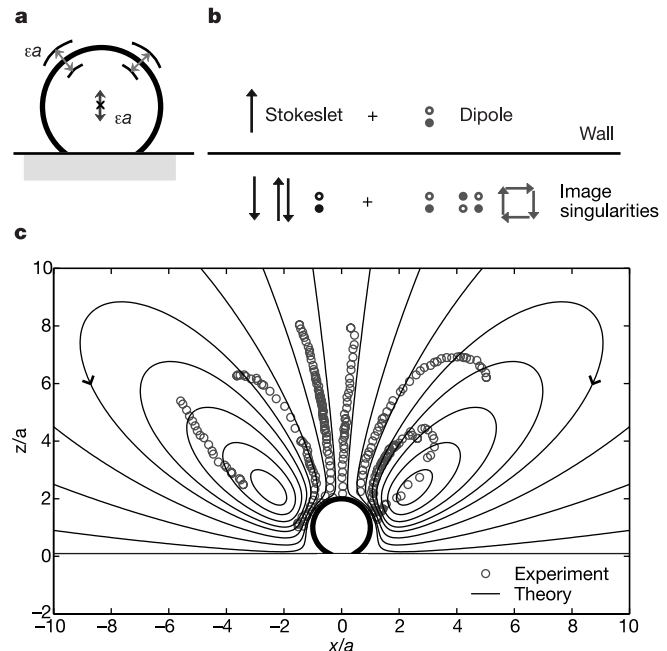 a
εa
εa
b
Stokeslet + Dipole
Wall
+ Image
singularities
c
10
8
6
4
2
0
−2
z/a
−10 −8 −6 −4 −2 0 2 4 6 8 10
x/a
Experiment
Theory